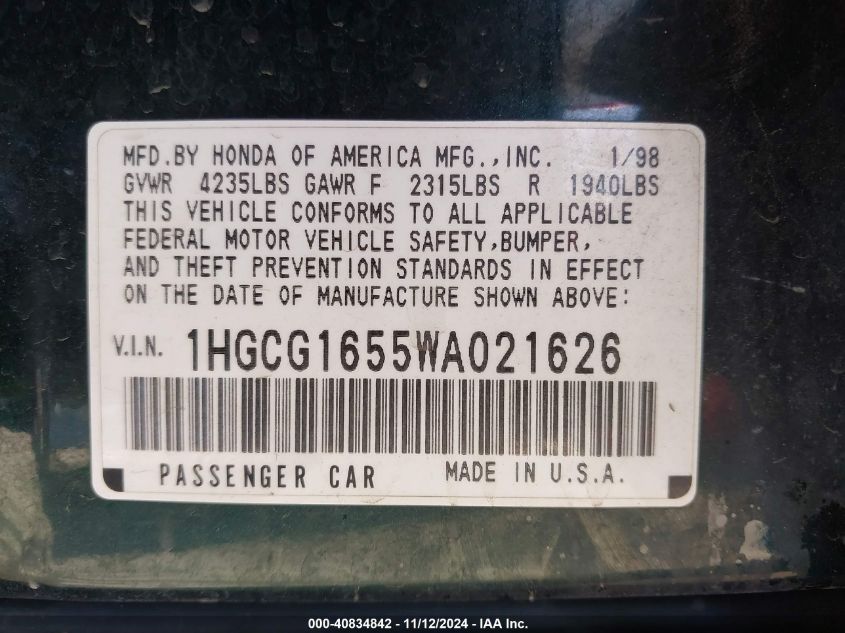 MFD.BY HONDA OF AMERICA MFG.,INC. 1/98
GVWR 4235LBS GAWR F 2315LBS R 1940LBS
THIS VEHICLE CONFORMS TO ALL APPLICABLE
FEDERAL MOTOR VEHICLE SAFETY,BUMPER,
AND THEFT PREVENTION STANDARDS IN EFFECT
ON THE DATE OF MANUFACTURE SHOWN ABOVE:
V.I.N. 1HGCG1655WA021626
PASSENGER CAR MADE IN U.S.A.
000-40834842 - 11/12/2024 - IAA Inc.